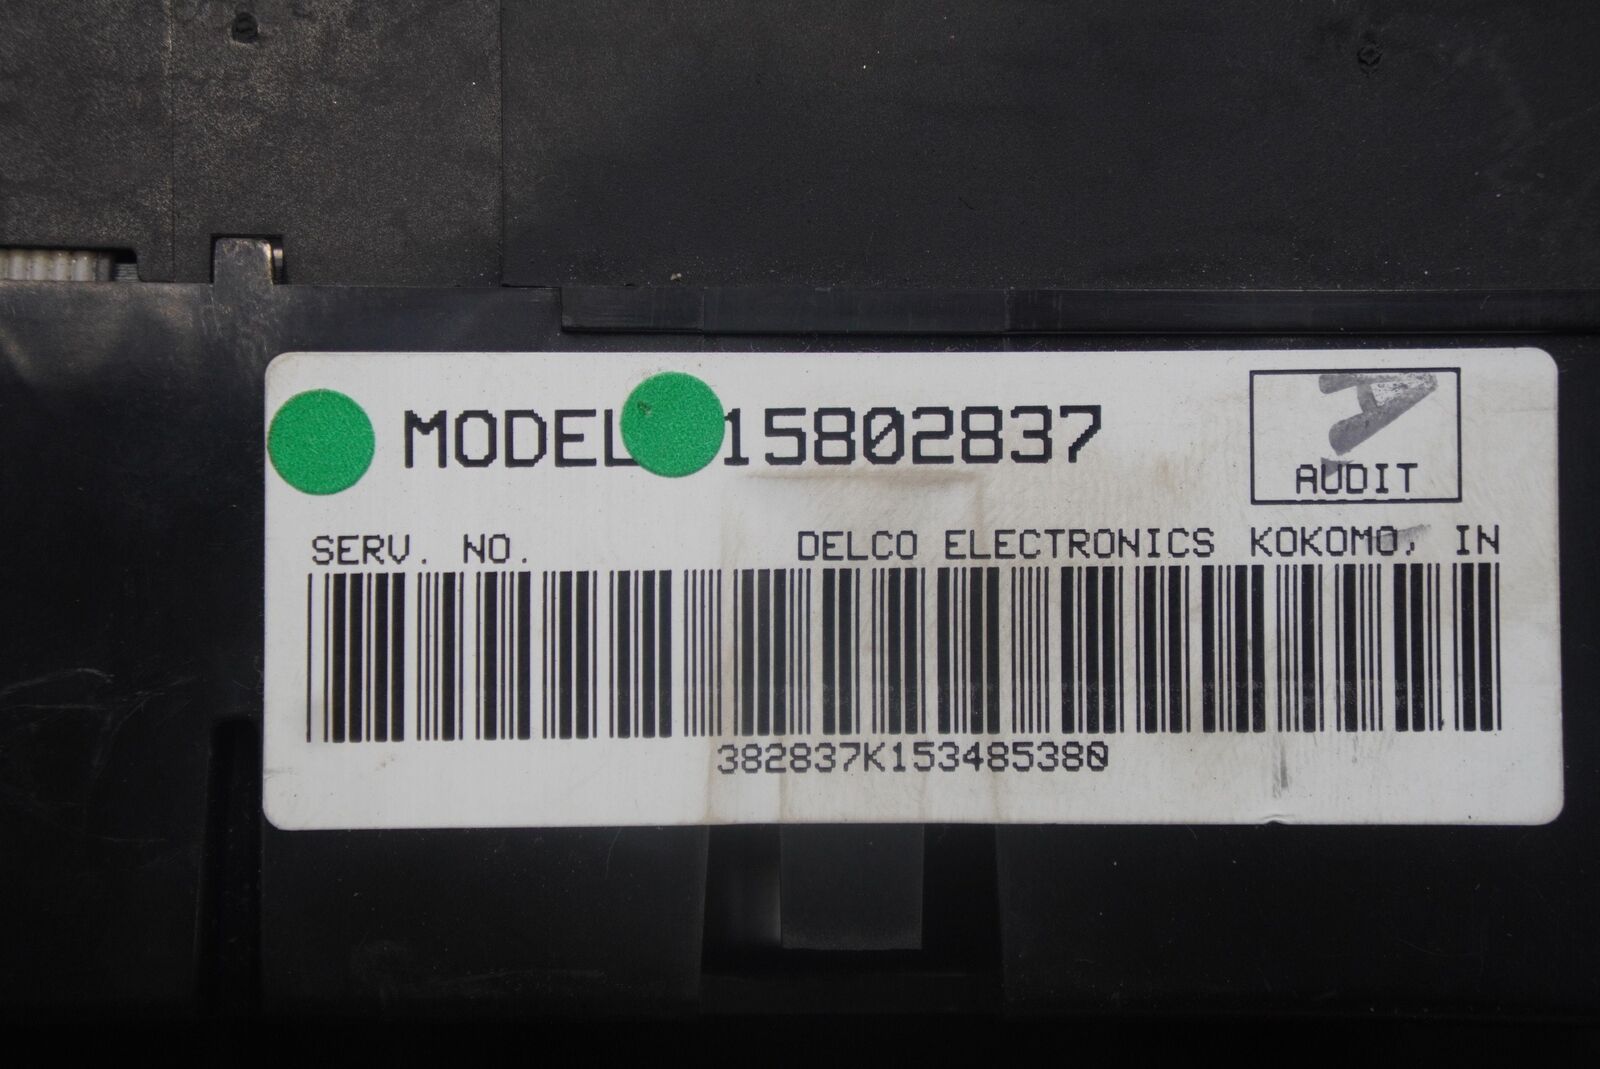 MODEL 15802837
A
AUDIT
SERV. NO. DELCO ELECTRONICS KOKOMO, IN
382837K153485380